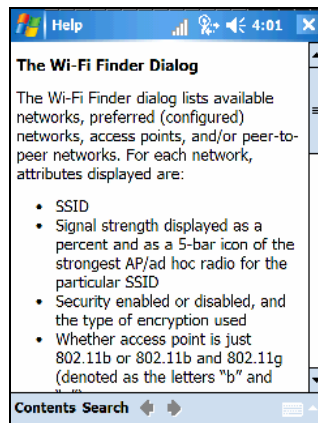 Help 4:01
The Wi-Fi Finder Dialog
The Wi-Fi Finder dialog lists available
networks, preferred (configured)
networks, access points, and/or peer-to-
peer networks. For each network,
attributes displayed are:
• SSID
• Signal strength displayed as a
percent and as a 5-bar icon of the
strongest AP/ad hoc radio for the
particular SSID
• Security enabled or disabled, and
the type of encryption used
• Whether access point is just
802.11b or 802.11b and 802.11g
(denoted as the letters “b” and
Contents Search